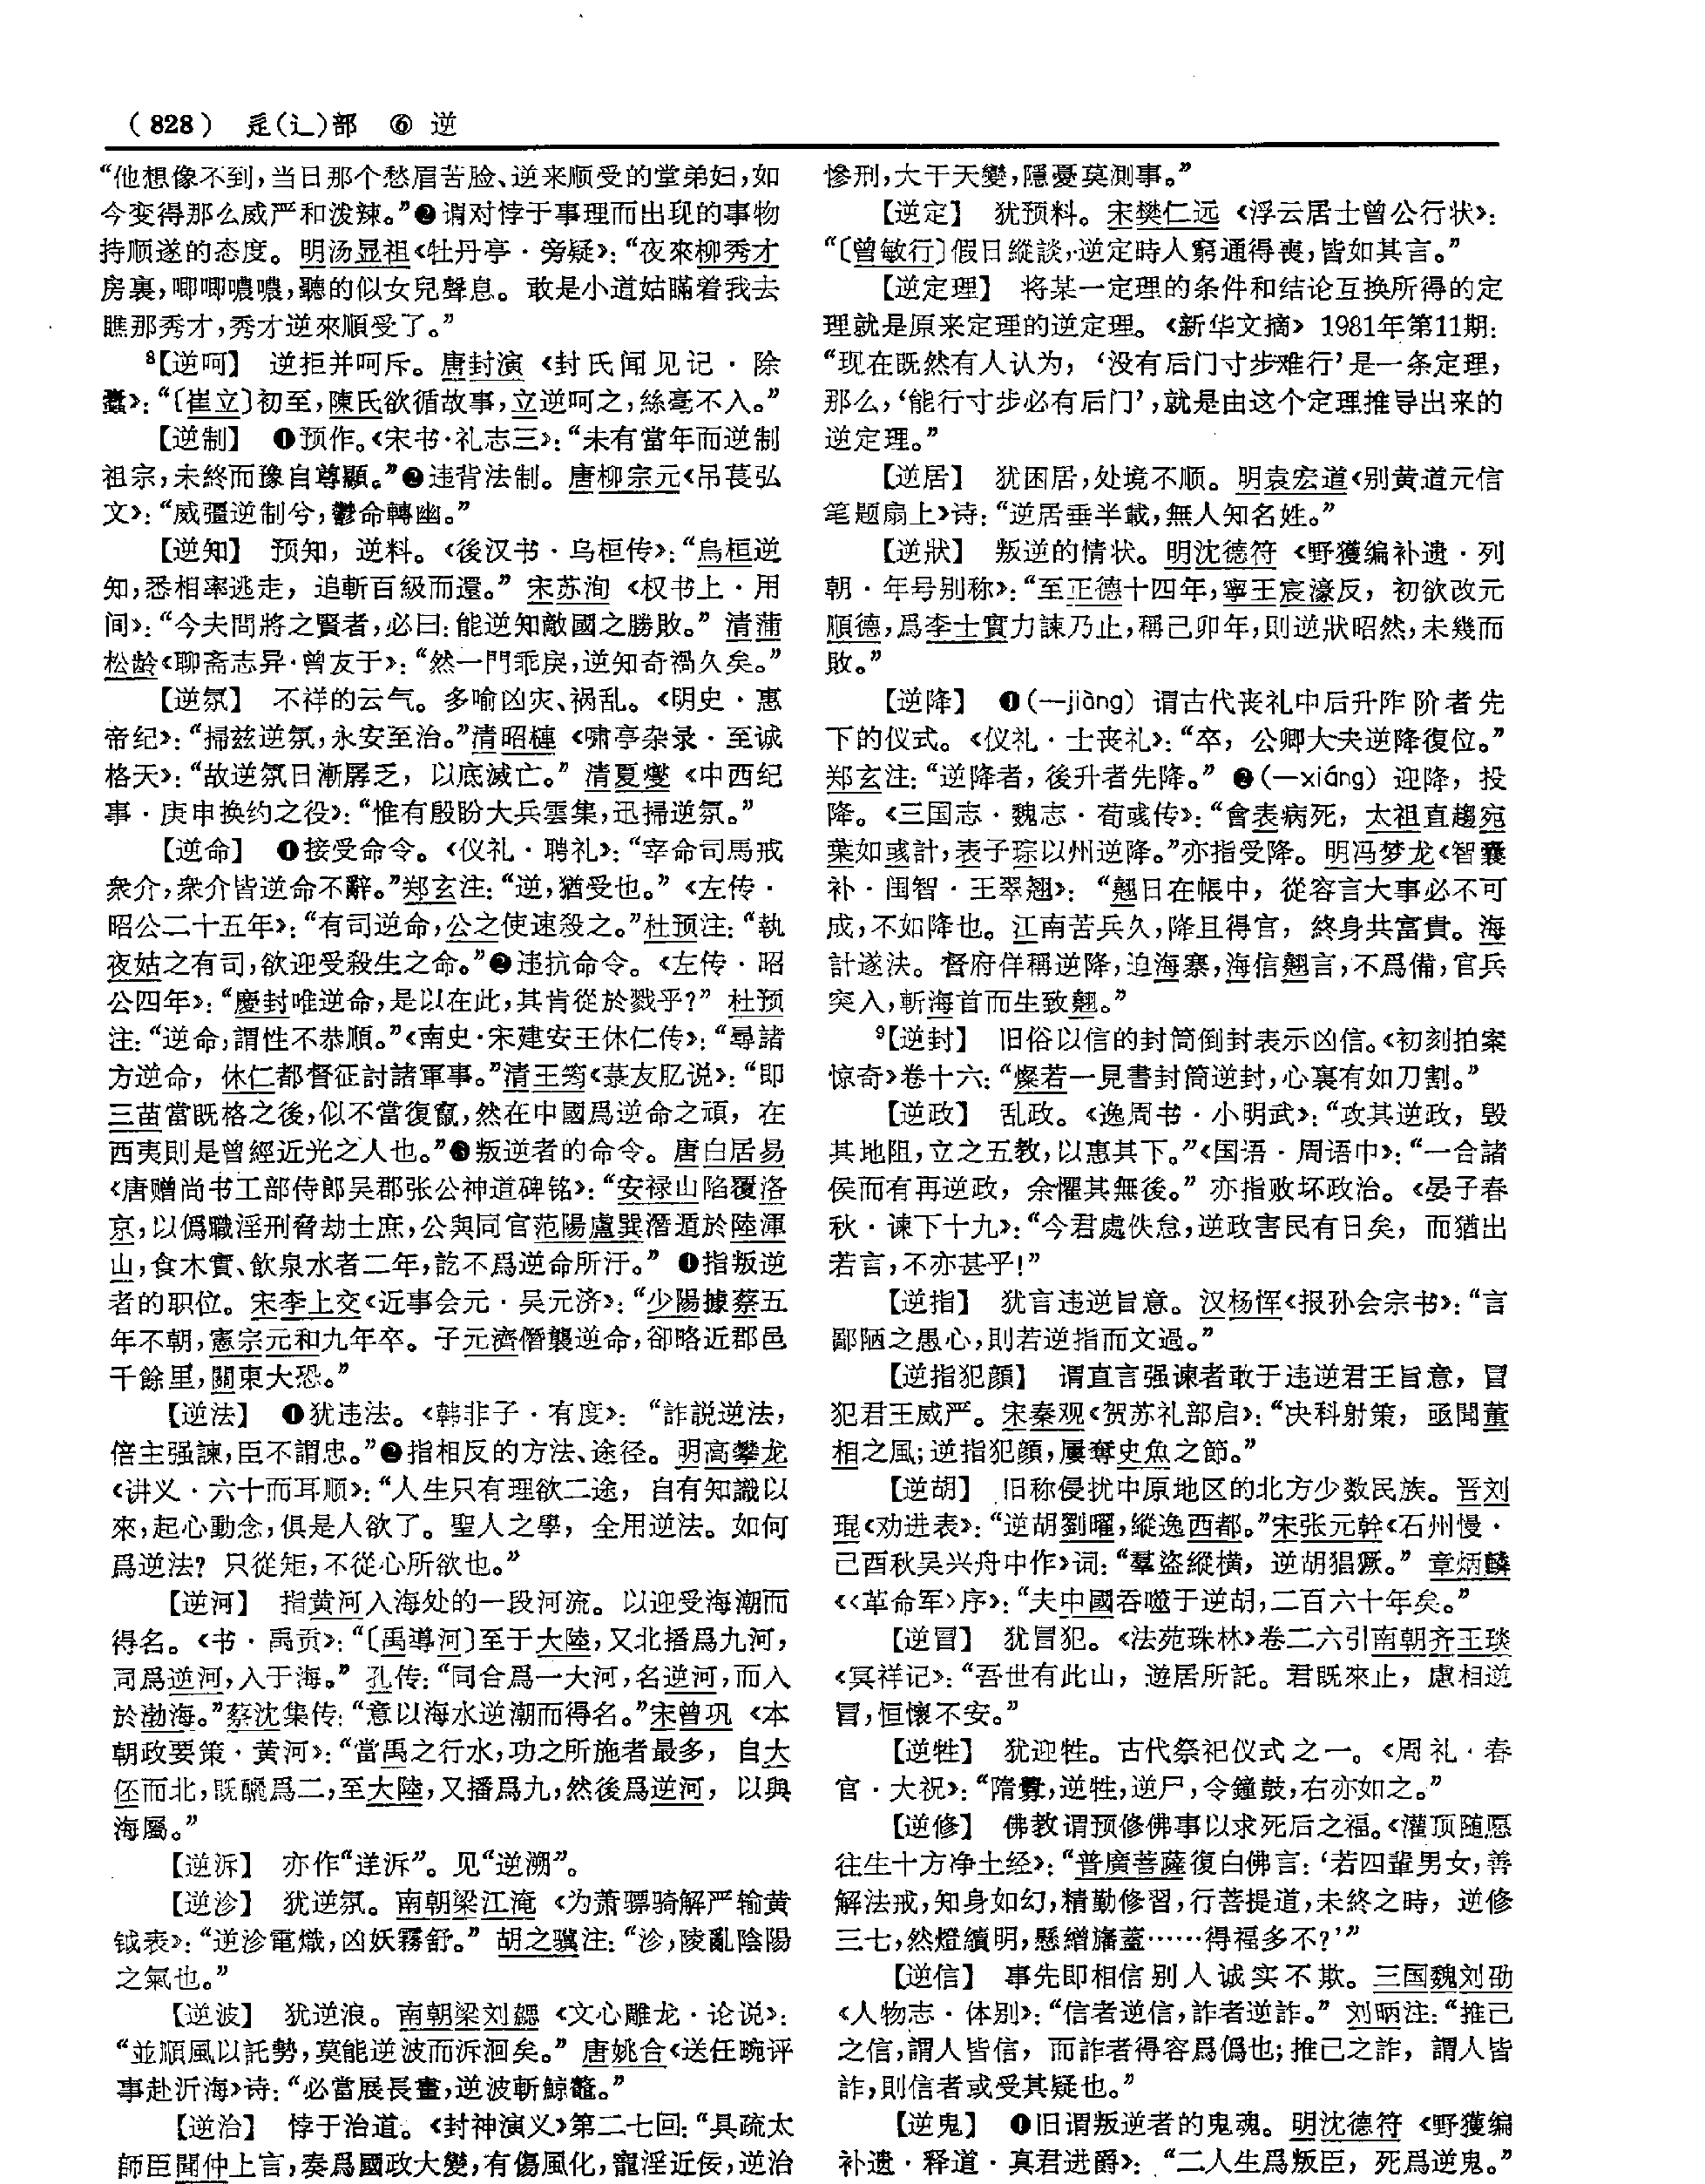 (828) 辵(辶)部 ⑥ 逆
“他想像不到,当日那个愁眉苦脸、逆来顺受的堂弟妇,如
今变得那么威严和泼辣。”❷谓对悖于事理而出现的事物
持顺遂的态度。明汤显祖《牡丹亭·旁疑》:“夜來柳秀才
房裏,唧唧噥噥,聽的似女兒聲息。敢是小道姑瞞着我去
瞧那秀才,秀才逆來順受了。”
⁸【逆呵】 逆拒并呵斥。唐封演《封氏闻见记·除
蠹》:“〔崔立〕初至,陳氏欲循故事,立逆呵之,絲毫不入。”
【逆制】 ❶预作。《宋书·礼志三》:“未有當年而逆制
祖宗,未終而豫自尊顯。”❷违背法制。唐柳宗元《吊苌弘
文》:“威彊逆制兮,鬱命轉幽。”
【逆知】 预知,逆料。《後汉书·乌桓传》:“烏桓逆
知,悉相率逃走,追斬百級而還。”宋苏洵《权书上·用
间》:“今夫問將之賢者,必曰:能逆知敵國之勝敗。”清蒲
松龄《聊斋志异·曾友于》:“然一門乖戾,逆知奇禍久矣。”
【逆氛】 不祥的云气。多喻凶灾、祸乱。《明史·惠
帝纪》:“掃兹逆氛,永安至治。”清昭槤《啸亭杂录·至诚
格天》:“故逆氛日漸孱乏,以底滅亡。”清夏燮《中西纪
事·庚申换约之役》:“惟有殷盼大兵雲集,迅掃逆氛。”
【逆命】 ❶接受命令。《仪礼·聘礼》:“宰命司馬戒
衆介,衆介皆逆命不辭。”郑玄注:“逆,猶受也。”《左传·
昭公二十五年》:“有司逆命,公之使速殺之。”杜预注:“執
夜姑之有司,欲迎受殺生之命。”❷违抗命令。《左传·昭
公四年》:“慶封唯逆命,是以在此,其肯從於戮乎?”杜预
注:“逆命,謂性不恭順。”《南史·宋建安王休仁传》:“尋諸
方逆命,休仁都督征討諸軍事。”清王筠《菉友肊说》:“即
三苗當既格之後,似不當復竄,然在中國爲逆命之頑,在
西夷則是曾經近光之人也。”❸叛逆者的命令。唐白居易
《唐赠尚书工部侍郎吴郡张公神道碑铭》:“安禄山陷覆洛
京,以僞職淫刑脅劫士庶,公與同官范陽盧巽潛遁於陸渾
山,食木實、飲泉水者二年,訖不爲逆命所汙。”❹指叛逆
者的职位。宋李上交《近事会元·吴元济》:“少陽據蔡五
年不朝,憲宗元和九年卒。子元濟僭襲逆命,卻略近郡邑
千餘里,關東大恐。”
【逆法】 ❶犹违法。《韩非子·有度》:“詐説逆法,
倍主强諫,臣不謂忠。”❷指相反的方法、途径。明高攀龙
《讲义·六十而耳顺》:“人生只有理欲二途,自有知識以
來,起心動念,俱是人欲了。聖人之學,全用逆法。如何
爲逆法?只從矩,不從心所欲也。”
【逆河】 指黄河入海处的一段河流。以迎受海潮而
得名。《书·禹贡》:“〔禹導河〕至于大陸,又北播爲九河,
同爲逆河,入于海。”孔传:“同合爲一大河,名逆河,而入
於渤海。”蔡沈集传:“意以海水逆潮而得名。”宋曾巩《本
朝政要策·黄河》:“當禹之行水,功之所施者最多,自大
伾而北,既釃爲二,至大陸,又播爲九,然後爲逆河,以與
海屬。”
【逆泝】 亦作“逆泝”。见“逆溯”。
【逆沴】 犹逆氛。南朝梁江淹《为萧骠骑解严输黄
钺表》:“逆沴電熾,凶妖霧舒。”胡之骥注:“沴,陵亂陰陽
之氣也。”
【逆波】 犹逆浪。南朝梁刘勰《文心雕龙·论说》:
“並順風以託勢,莫能逆波而泝洄矣。”唐姚合《送任畹评
事赴沂海》诗:“必當展長畫,逆波斬鯨鼇。”
【逆治】 悖于治道。《封神演义》第二七回:“具疏太
師臣聞仲上言,奏爲國政大變,有傷風化,寵淫近佞,逆治
慘刑,大干天變,隱憂莫測事。”
【逆定】 犹预料。宋樊仁远《浮云居士曾公行状》:
“〔曾敏行〕假日縱談,逆定時人窮通得喪,皆如其言。”
【逆定理】 将某一定理的条件和结论互换所得的定
理就是原来定理的逆定理。《新华文摘》1981年第11期:
“现在既然有人认为,‘没有后门寸步难行’是一条定理,
那么,‘能行寸步必有后门’,就是由这个定理推导出来的
逆定理。”
【逆居】 犹困居,处境不顺。明袁宏道《别黄道元信
笔题扇上》诗:“逆居垂半載,無人知名姓。”
【逆狀】 叛逆的情状。明沈德符《野獲编补遗·列
朝·年号别称》:“至正德十四年,寧王宸濠反,初欲改元
順德,爲李士實力諫乃止,稱己卯年,則逆狀昭然,未幾而
敗。”
【逆降】 ❶(—jiàng)谓古代丧礼中后升阼阶者先
下的仪式。《仪礼·士丧礼》:“卒,公卿大夫逆降復位。”
郑玄注:“逆降者,後升者先降。”❷(—xiáng)迎降,投
降。《三国志·魏志·荀彧传》:“會表病死,太祖直趨宛
葉如彧計,表子琮以州逆降。”亦指受降。明冯梦龙《智囊
补·闺智·王翠翘》:“翹日在帳中,從容言大事必不可
成,不如降也。江南苦兵久,降且得官,終身共富貴。海
計遂決。督府佯稱逆降,迫海寨,海信翹言,不爲備,官兵
突入,斬海首而生致翹。”
⁹【逆封】 旧俗以信的封筒倒封表示凶信。《初刻拍案
惊奇》卷十六:“燦若一見書封筒逆封,心裏有如刀割。”
【逆政】 乱政。《逸周书·小明武》:“攻其逆政,毁
其地阻,立之五教,以惠其下。”《国语·周语中》:“一合諸
侯而有再逆政,余懼其無後。”亦指败坏政治。《晏子春
秋·谏下十九》:“今君處佚怠,逆政害民有日矣,而猶出
若言,不亦甚乎!”
【逆指】 犹言违逆旨意。汉杨恽《报孙会宗书》:“言
鄙陋之愚心,則若逆指而文過。”
【逆指犯顔】 谓直言强谏者敢于违逆君王旨意,冒
犯君王威严。宋秦观《贺苏礼部启》:“决科射策,亟聞董
相之風;逆指犯顔,屢奪史魚之節。”
【逆胡】 旧称侵扰中原地区的北方少数民族。晋刘
琨《劝进表》:“逆胡劉曜,縱逸西都。”宋张元幹《石州慢·
己酉秋吴兴舟中作》词:“羣盜縱橫,逆胡猖獗。”章炳麟
《〈革命军〉序》:“夫中國吞噬于逆胡,二百六十年矣。”
【逆冒】 犹冒犯。《法苑珠林》卷二六引南朝齐王琰
《冥祥记》:“吾世有此山,遊居所託。君既來止,慮相逆
冒,恒懷不安。”
【逆牲】 犹迎牲。古代祭祀仪式之一。《周礼·春
官·大祝》:“隋釁,逆牲,逆尸,令鐘鼓,右亦如之。”
【逆修】 佛教谓预修佛事以求死后之福。《灌顶随愿
往生十方净土经》:“普廣菩薩復白佛言:‘若四輩男女,善
解法戒,知身如幻,精勤修習,行菩提道,未終之時,逆修
三七,然燈續明,懸繒旛蓋……得福多不?’”
【逆信】 事先即相信别人诚实不欺。三国魏刘劭
《人物志·体别》:“信者逆信,詐者逆詐。”刘昞注:“推己
之信,謂人皆信,而詐者得容爲僞也;推己之詐,謂人皆
詐,則信者或受其疑也。”
【逆鬼】 ❶旧谓叛逆者的鬼魂。明沈德符《野獲编
补遗·释道·真君进爵》:“二人生爲叛臣,死爲逆鬼。”